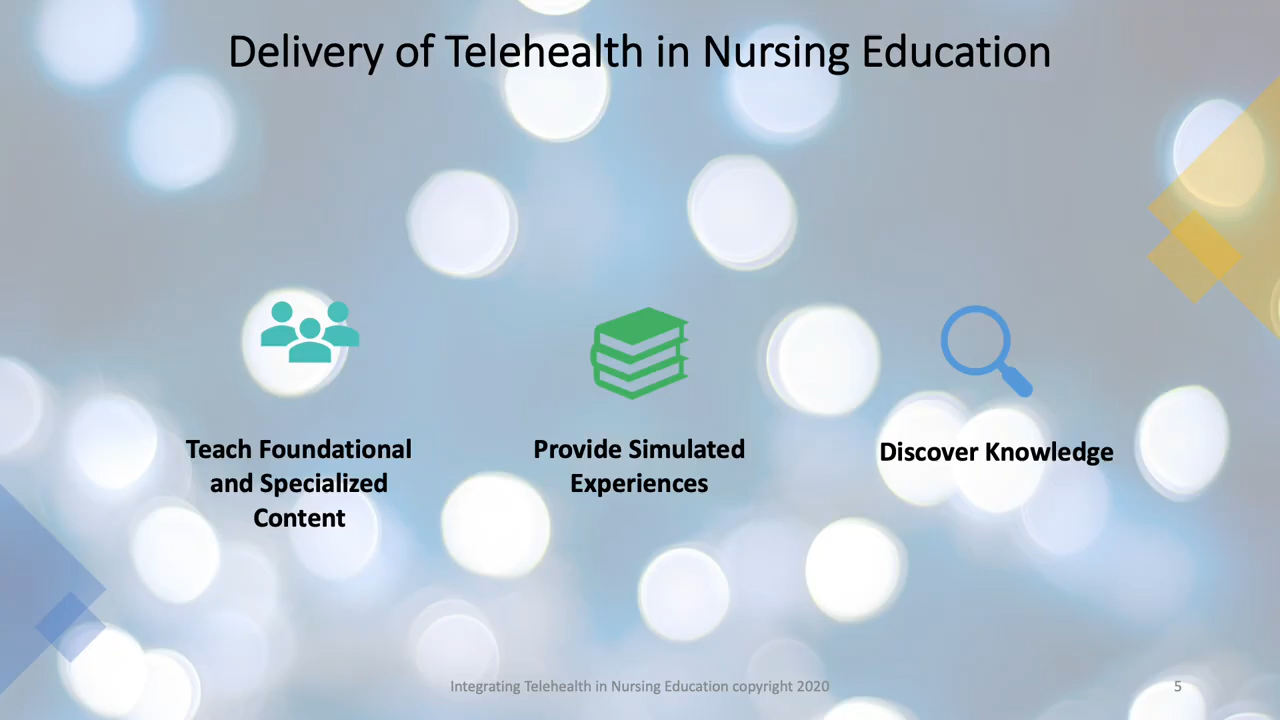 Delivery of Telehealth in Nursing Education
Teach Foundational
and Specialized
Content
Provide Simulated
Experiences
Discover Knowledge
Integrating Telehealth in Nursing Education copyright 2020
5